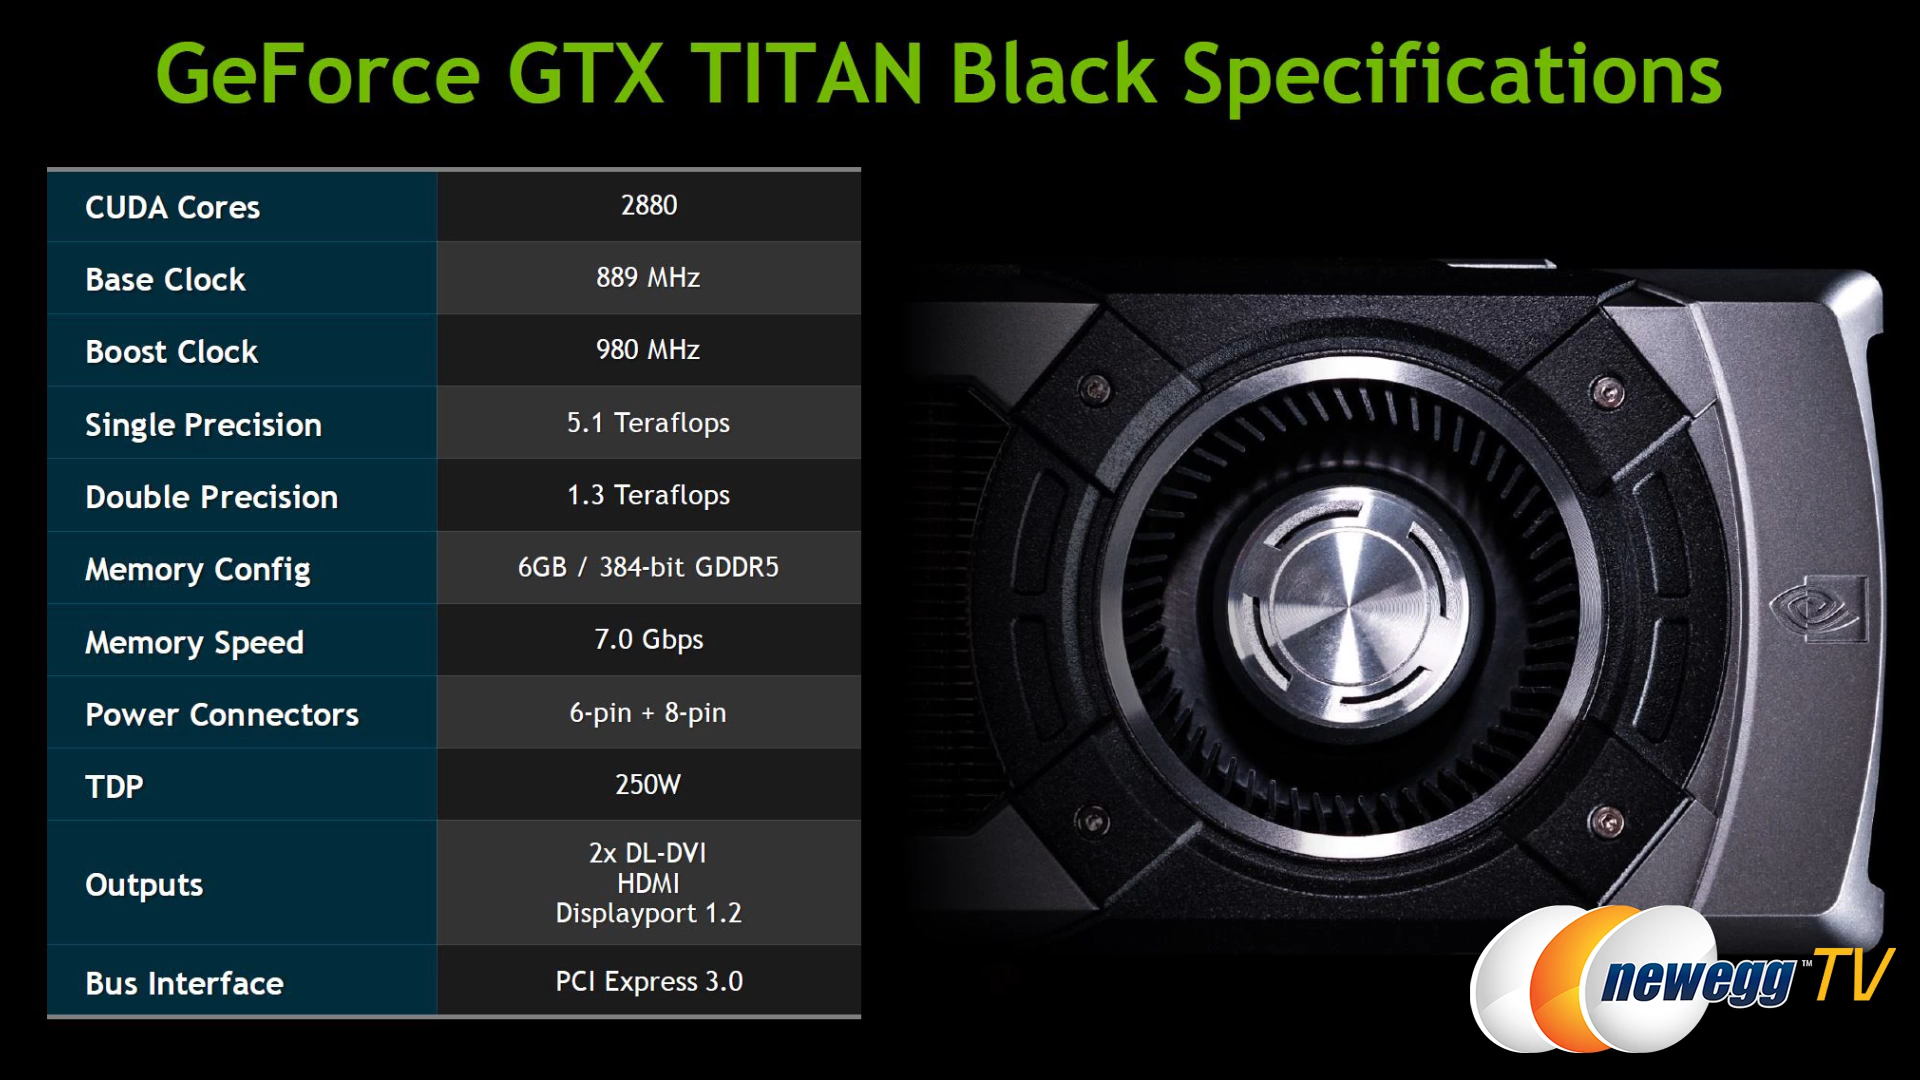 GeForce GTX TITAN Black Specifications
CUDA Cores 2880
Base Clock 889 MHz
Boost Clock 980 MHz
Single Precision 5.1 Teraflops
Double Precision 1.3 Teraflops
Memory Config 6GB / 384-bit GDDR5
Memory Speed 7.0 Gbps
Power Connectors 6-pin + 8-pin
TDP 250W
Outputs 2x DL-DVI
HDMI
Displayport 1.2
Bus Interface PCI Express 3.0
newegg™ TV